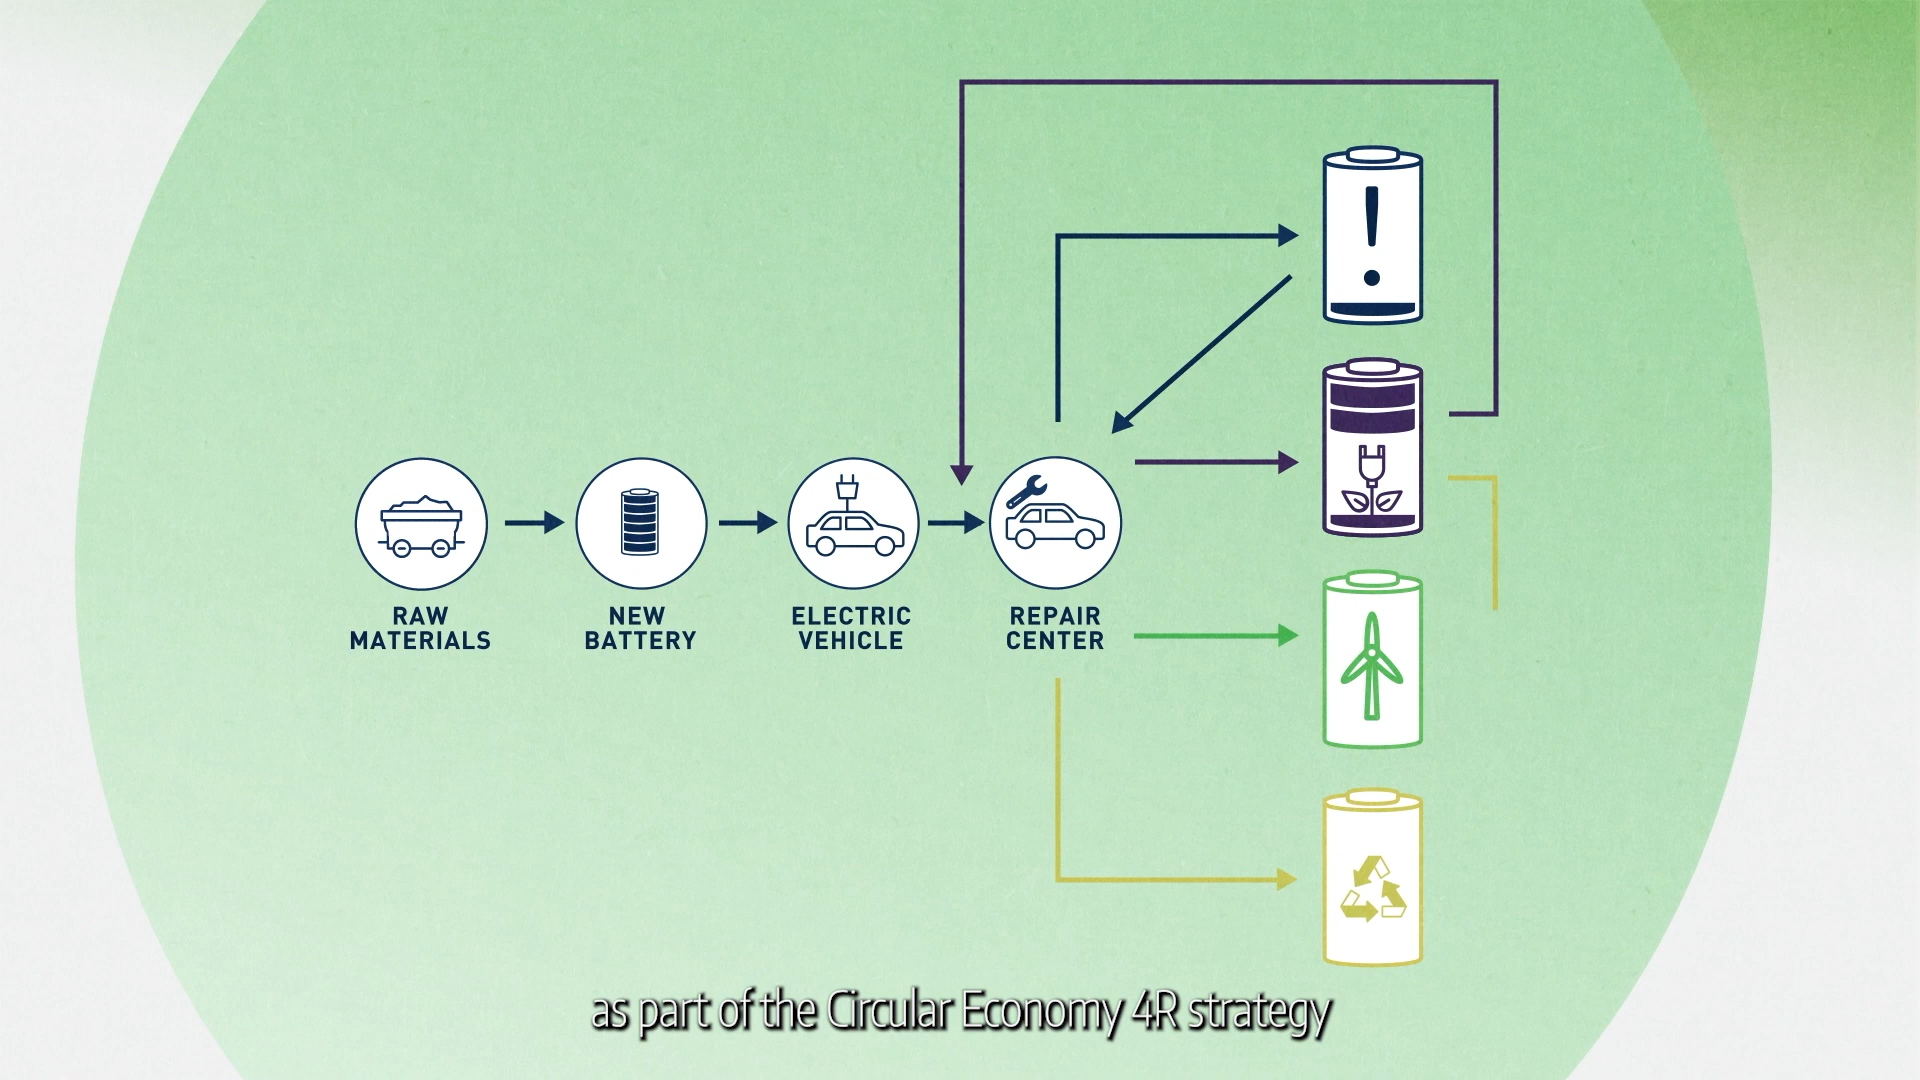 RAW
MATERIALS
NEW
BATTERY
ELECTRIC
VEHICLE
REPAIR
CENTER
as part of the Circular Economy 4R strategy